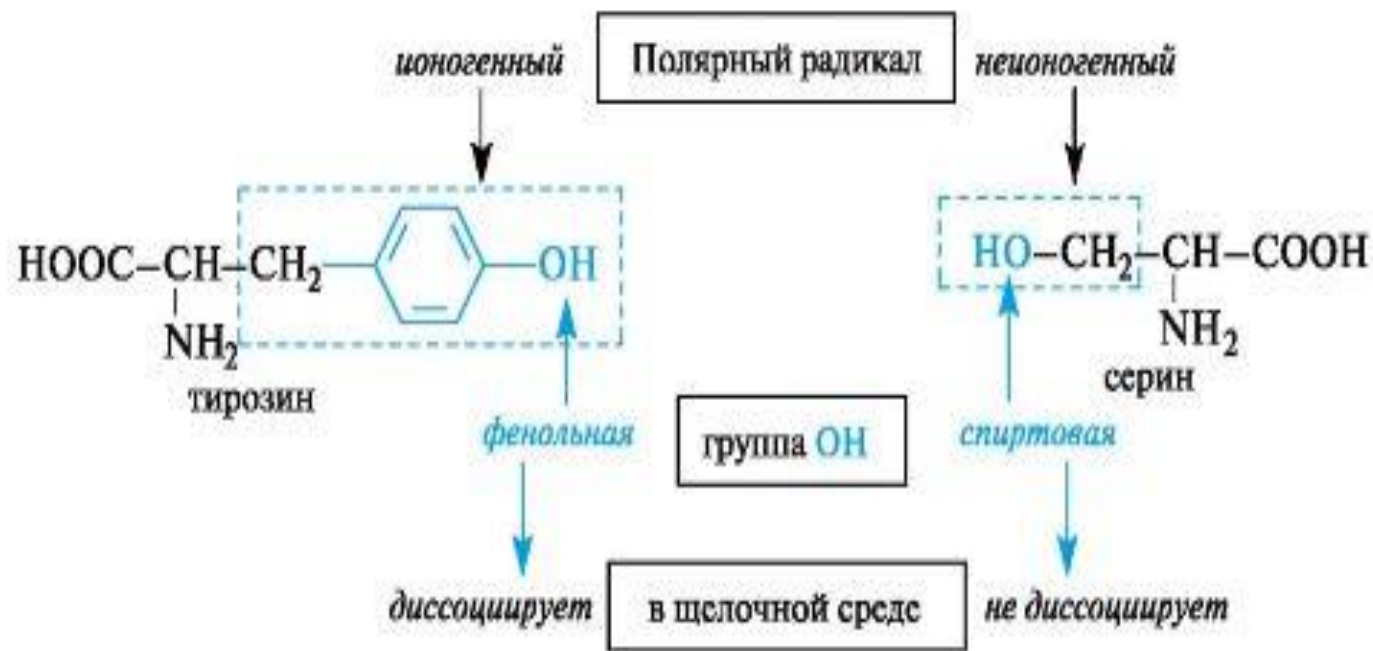 ионогенный Полярный радикал неионогенный
HOOC–CH–CH₂ OH HO–CH₂–CH–COOH
NH₂ NH₂
тирозин серин
фенольная группа OH спиртовая
диссоциирует в щелочной среде не диссоциирует